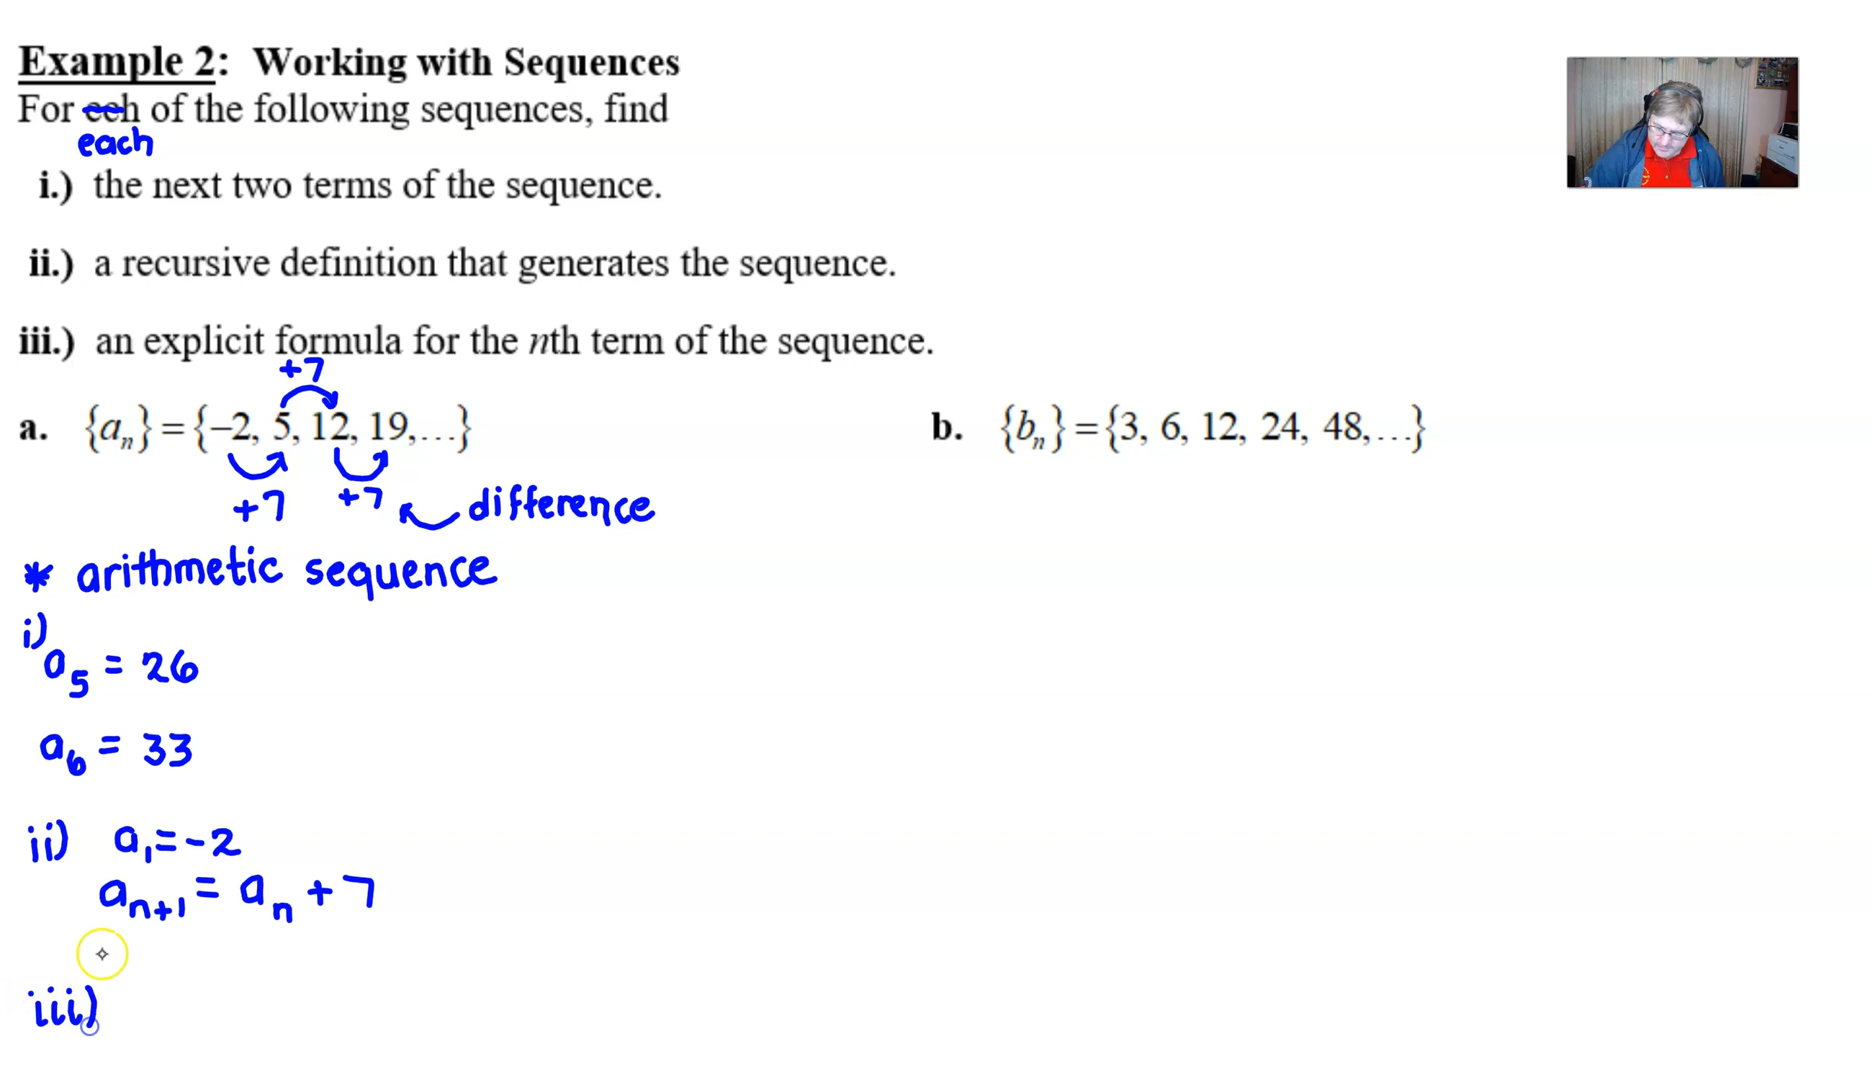 Example 2: Working with Sequences
For ech of the following sequences, find
each
i.) the next two terms of the sequence.
ii.) a recursive definition that generates the sequence.
iii.) an explicit formula for the nth term of the sequence.
+7
a. {aₙ} = {−2, 5, 12, 19,…}
b. {bₙ} = {3, 6, 12, 24, 48,…}
+7 +7 difference
* arithmetic sequence
i)
a₅ = 26
a₆ = 33
ii) a₁ = -2
aₙ₊₁ = aₙ + 7
iii)